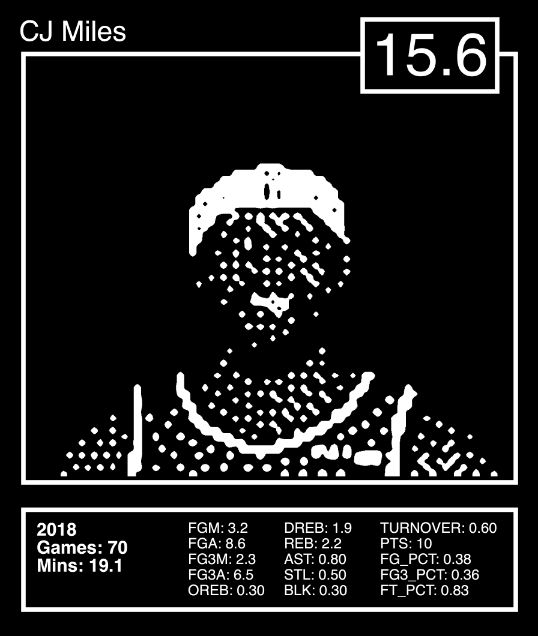 CJ Miles
15.6
2018
Games: 70
Mins: 19.1
FGM: 3.2
FGA: 8.6
FG3M: 2.3
FG3A: 6.5
OREB: 0.30
DREB: 1.9
REB: 2.2
AST: 0.80
STL: 0.50
BLK: 0.30
TURNOVER: 0.60
PTS: 10
FG_PCT: 0.38
FG3_PCT: 0.36
FT_PCT: 0.83